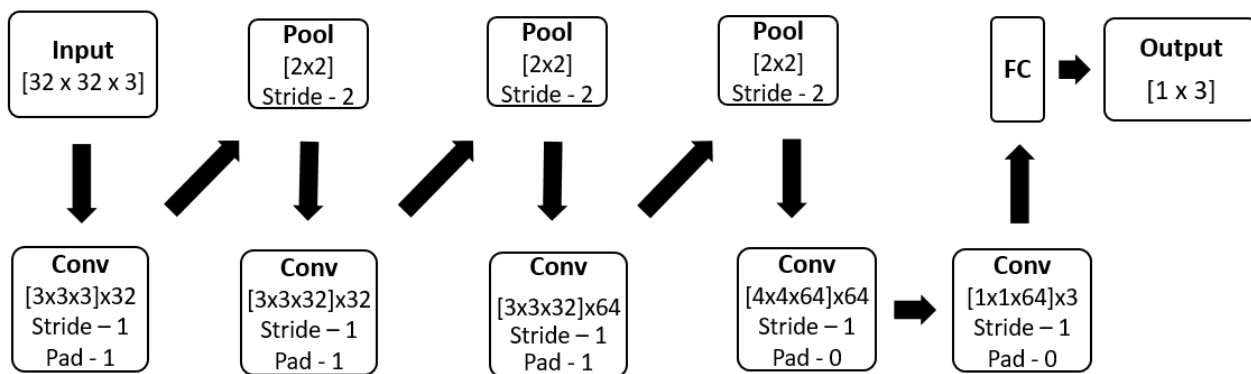 Input
[32 x 32 x 3]
Pool
[2x2]
Stride - 2
Pool
[2x2]
Stride - 2
Pool
[2x2]
Stride - 2
FC
Output
[1 x 3]
Conv
[3x3x3]x32
Stride – 1
Pad - 1
Conv
[3x3x32]x32
Stride – 1
Pad - 1
Conv
[3x3x32]x64
Stride – 1
Pad - 1
Conv
[4x4x64]x64
Stride – 1
Pad - 0
Conv
[1x1x64]x3
Stride – 1
Pad - 0